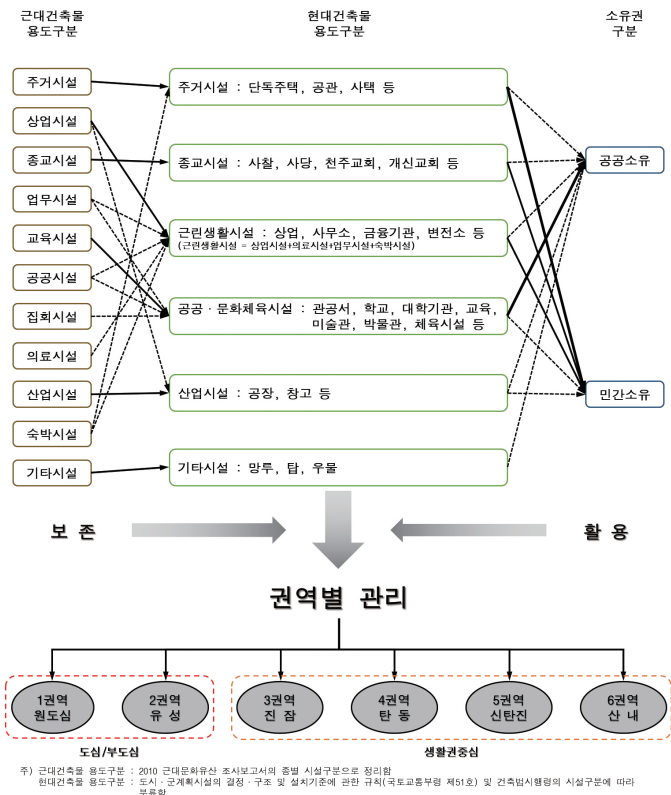 근대건축물
용도구분
현대건축물
용도구분
소유권
구분
주거시설
상업시설
종교시설
업무시설
교육시설
공공시설
집회시설
의료시설
산업시설
숙박시설
기타시설
주거시설 : 단독주택, 공관, 사택 등
종교시설 : 사찰, 사당, 천주교회, 개신교회 등
근린생활시설 : 상업, 사무소, 금융기관, 변전소 등
(근린생활시설 = 상업시설+의료시설+업무시설+숙박시설)
공공·문화체육시설 : 관공서, 학교, 대학기관, 교육,
미술관, 박물관, 체육시설 등
산업시설 : 공장, 창고 등
기타시설 : 망루, 탑, 우물
공공소유
민간소유
보 존
활 용
권역별 관리
1권역
원도심
2권역
유 성
3권역
진 잠
4권역
탄 동
5권역
신탄진
6권역
산 내
도심/부도심
생활권중심
주) 근대건축물 용도구분 : 2010 근대문화유산 조사보고서의 종별 시설구분으로 정리함
현대건축물 용도구분 : 도시·군계획시설의 결정·구조 및 설치기준에 관한 규칙(국토교통부령 제51호) 및 건축법시행령의 시설구분에 따라
분류함